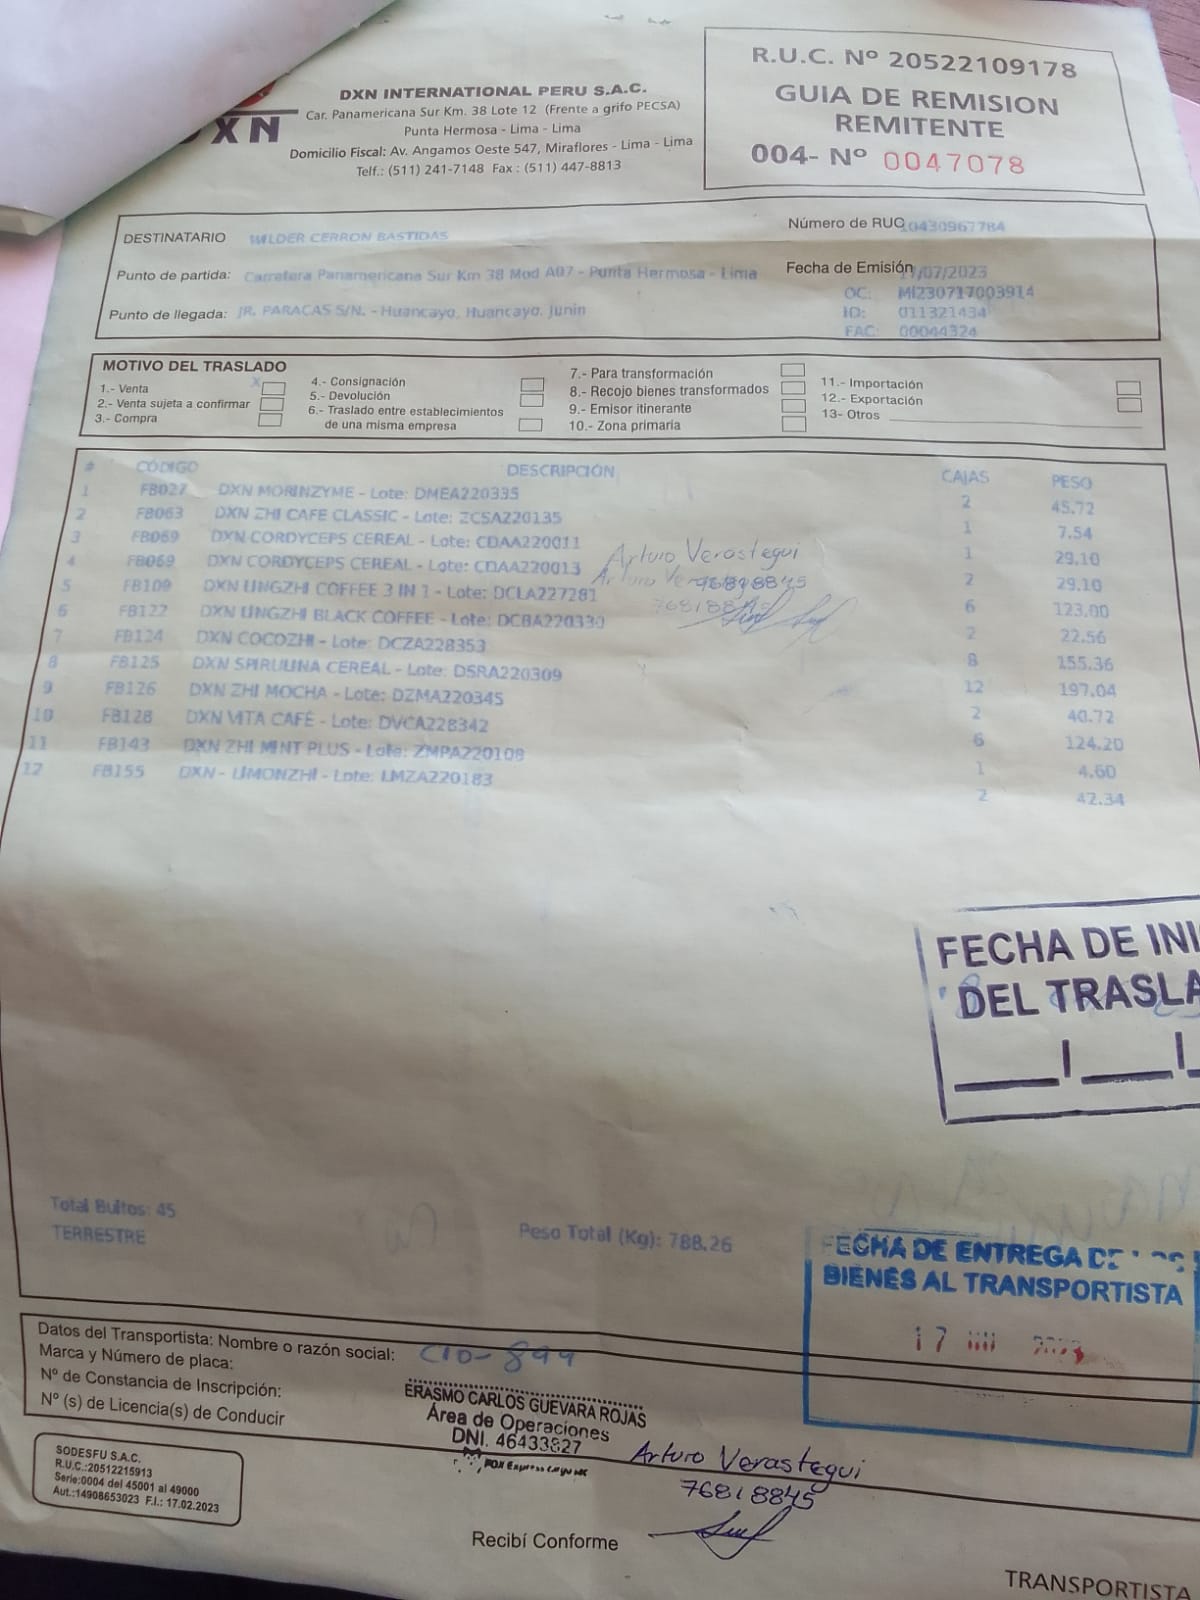 DXN
DXN INTERNATIONAL PERU S.A.C.
Car. Panamericana Sur Km. 38 Lote 12 (Frente a grifo PECSA)
Punta Hermosa - Lima - Lima
Domicilio Fiscal: Av. Angamos Oeste 547, Miraflores - Lima - Lima
Telf.: (511) 241-7148 Fax : (511) 447-8813
R.U.C. Nº 20522109178
GUIA DE REMISION
REMITENTE
004- Nº 0047078
DESTINATARIO WILDER CERRON BASTIDAS
Número de RUC 10430967784
Punto de partida: Carretera Panamericana Sur Km 38 Mod A07 - Punta Hermosa - Lima
Fecha de Emisión 17/07/2023
Punto de llegada: JR. PARACAS S/N. - Huancayo, Huancayo, Junin
OC: MI230717003914
ID: 011321434
FAC: 00044324
MOTIVO DEL TRASLADO
1.- Venta X
2.- Venta sujeta a confirmar
3.- Compra
4.- Consignación
5.- Devolución
6.- Traslado entre establecimientos
de una misma empresa
7.- Para transformación
8.- Recojo bienes transformados
9.- Emisor itinerante
10.- Zona primaria
11.- Importación
12.- Exportación
13- Otros
# CÓDIGO DESCRIPCIÓN CAJAS PESO
1 FB027 DXN MORINZYME - Lote: DMEA220335 2 45.72
2 FB063 DXN ZHI CAFE CLASSIC - Lote: ZCSA220135 1 7.54
3 FB069 DXN CORDYCEPS CEREAL - Lote: CDAA220011 1 29.10
4 FB069 DXN CORDYCEPS CEREAL - Lote: CDAA220013 2 29.10
5 FB109 DXN LINGZHI COFFEE 3 IN 1 - Lote: DCLA227281 6 123.00
6 FB122 DXN LINGZHI BLACK COFFEE - Lote: DCBA220330 2 22.56
7 FB124 DXN COCOZHI - Lote: DCZA228353 8 155.36
8 FB125 DXN SPIRULINA CEREAL - Lote: DSRA220309 12 197.04
9 FB126 DXN ZHI MOCHA - Lote: DZMA220345 2 40.72
10 FB128 DXN VITA CAFÉ - Lote: DVCA228342 6 124.20
11 FB143 DXN ZHI MINT PLUS - Lote: ZMPA220108 1 4.60
12 FB155 DXN - LIMONZHI - Lote: LMZA220183 2 42.34
Arturo Verastegui
76818845
FECHA DE INI
DEL TRASLA
Total Bultos: 45
TERRESTRE
Peso Total (Kg): 788.26
FECHA DE ENTREGA DE LOS
BIENES AL TRANSPORTISTA
17
Datos del Transportista: Nombre o razón social:
Marca y Número de placa:
Nº de Constancia de Inscripción:
Nº (s) de Licencia(s) de Conducir
ERASMO CARLOS GUEVARA ROJAS
Área de Operaciones
DNI. 46433827
Arturo Verastegui
76818845
SODESFU S.A.C.
R.U.C.:20512215913
Serie:0004 del 45001 al 49000
Aut.:14908653023 F.I.: 17.02.2023
Recibí Conforme
TRANSPORTISTA